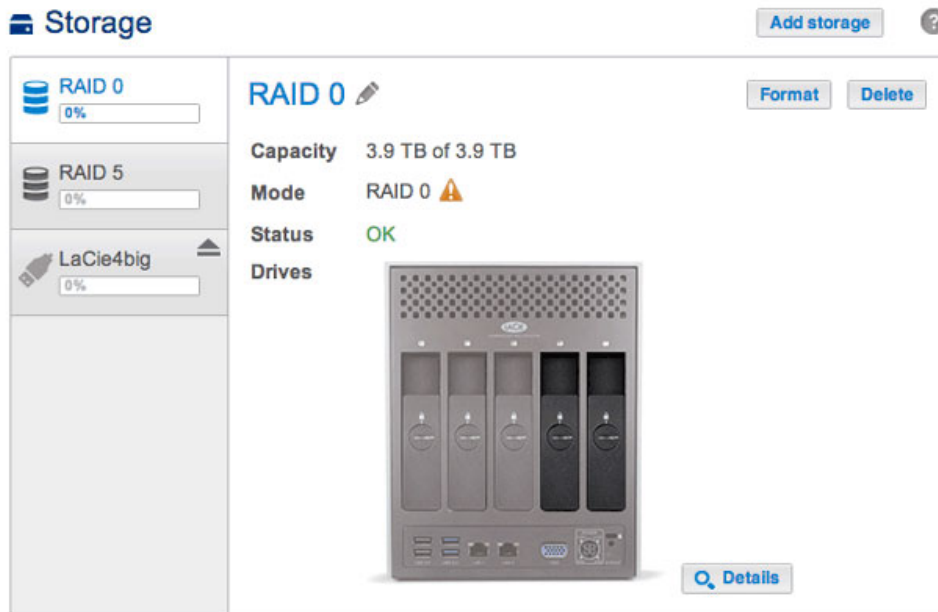 Storage
Add storage
?
RAID 0
0%
RAID 5
0%
LaCie4big
0%
RAID 0
Format
Delete
Capacity 3.9 TB of 3.9 TB
Mode RAID 0
Status OK
Drives
LACIE
Details